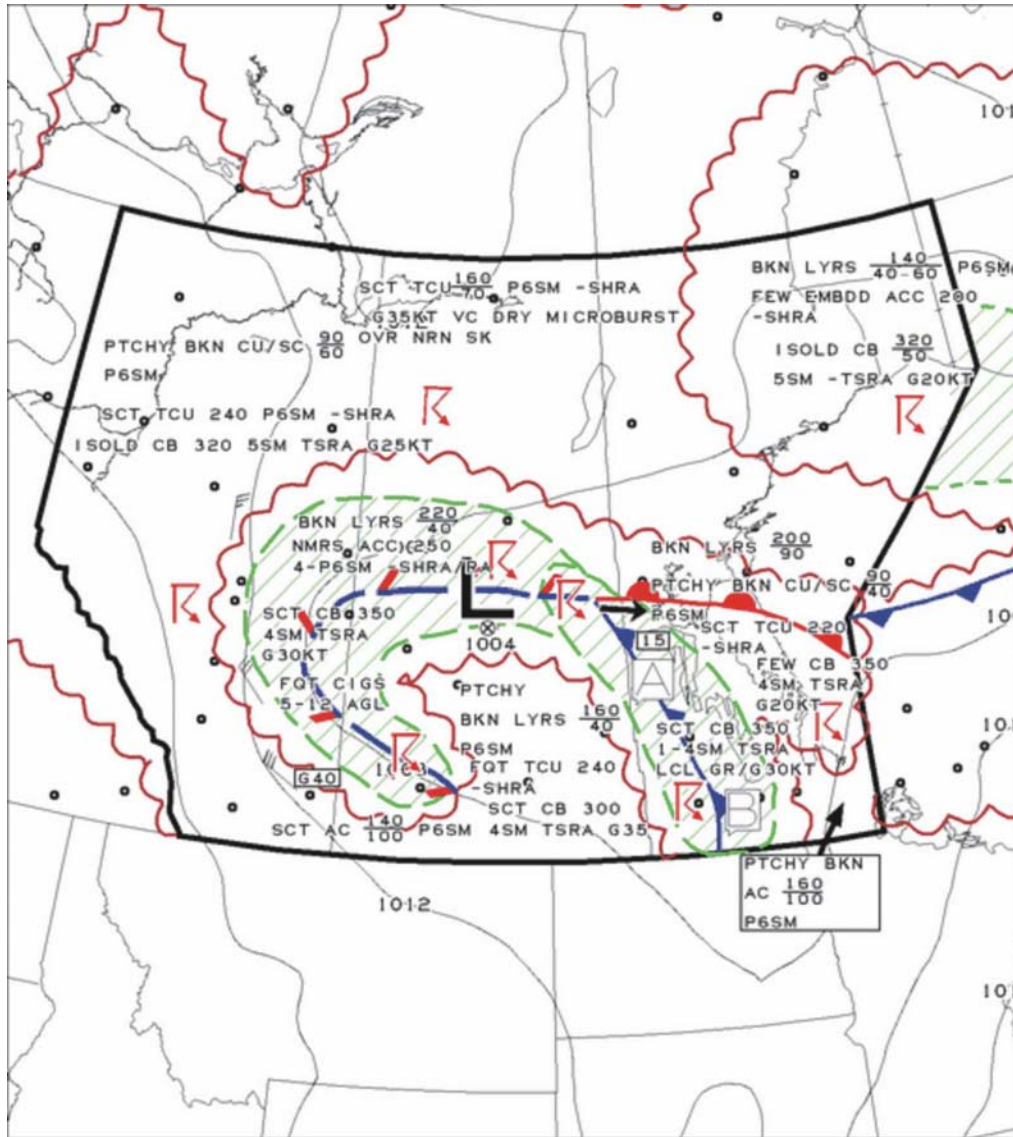 101
SCT TCU 160/70 P6SM -SHRA
G35KT VC DRY MICROBURST
OVR NRN SK
BKN LYRS 140/40-60 P6SM
FEW EMBDD ACC 280
-SHRA
ISOLD CB 320/50
5SM -TSRA G20KT
PTCHY BKN CU/SC 90/60
P6SM
SCT TCU 240 P6SM -SHRA
ISOLD CB 320 5SM TSRA G25KT
BKN LYRS 220/40
NMRS ACC 250
4-P6SM -SHRA/RA
SCT CB 350
4SM TSRA
G30KT
FQT CIGS
5-12 AGL
G40
L
1004
BKN LYRS 200/90
PTCHY BKN CU/SC 90/40
P6SM
SCT TCU 220
-SHRA
FEW CB 350
4SM TSRA
G20KT
15
A
SCT CB 350
1-4SM TSRA
LCL GR/G30KT
B
PTCHY
BKN LYRS 160/40
P6SM
FQT TCU 240
-SHRA
SCT CB 300
4SM TSRA G35
SCT AC 140/100 P6SM
PTCHY BKN
AC 160/100
P6SM
1012
100
101
101